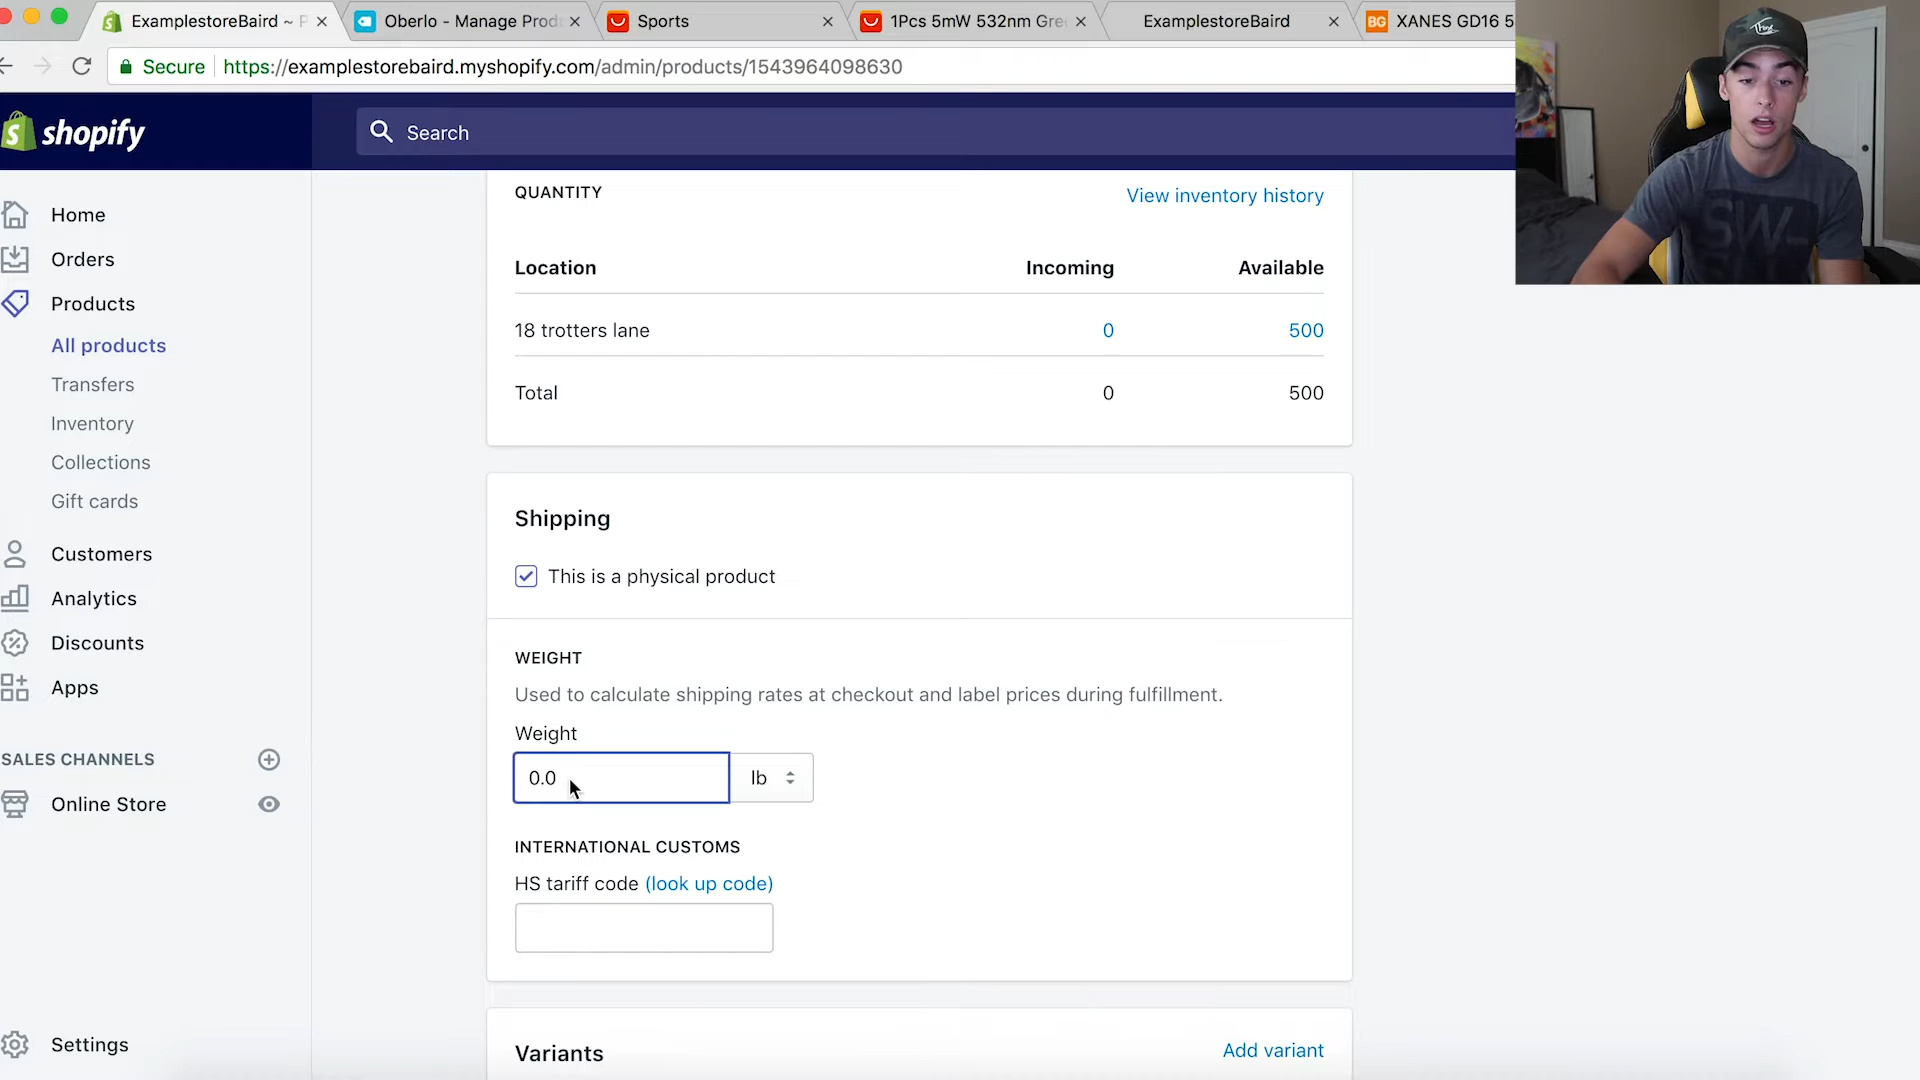 ExamplestoreBaird ~ P
Oberlo - Manage Prod
Sports
1Pcs 5mW 532nm Gre
ExamplestoreBaird
BG XANES GD16 5
Secure https://examplestorebaird.myshopify.com/admin/products/1543964098630
shopify
Search
Home
Orders
Products
All products
Transfers
Inventory
Collections
Gift cards
Customers
Analytics
Discounts
Apps
SALES CHANNELS
Online Store
Settings
QUANTITY
View inventory history
Location Incoming Available
18 trotters lane 0 500
Total 0 500
Shipping
This is a physical product
WEIGHT
Used to calculate shipping rates at checkout and label prices during fulfillment.
Weight
0.0 lb
INTERNATIONAL CUSTOMS
HS tariff code (look up code)
Variants
Add variant